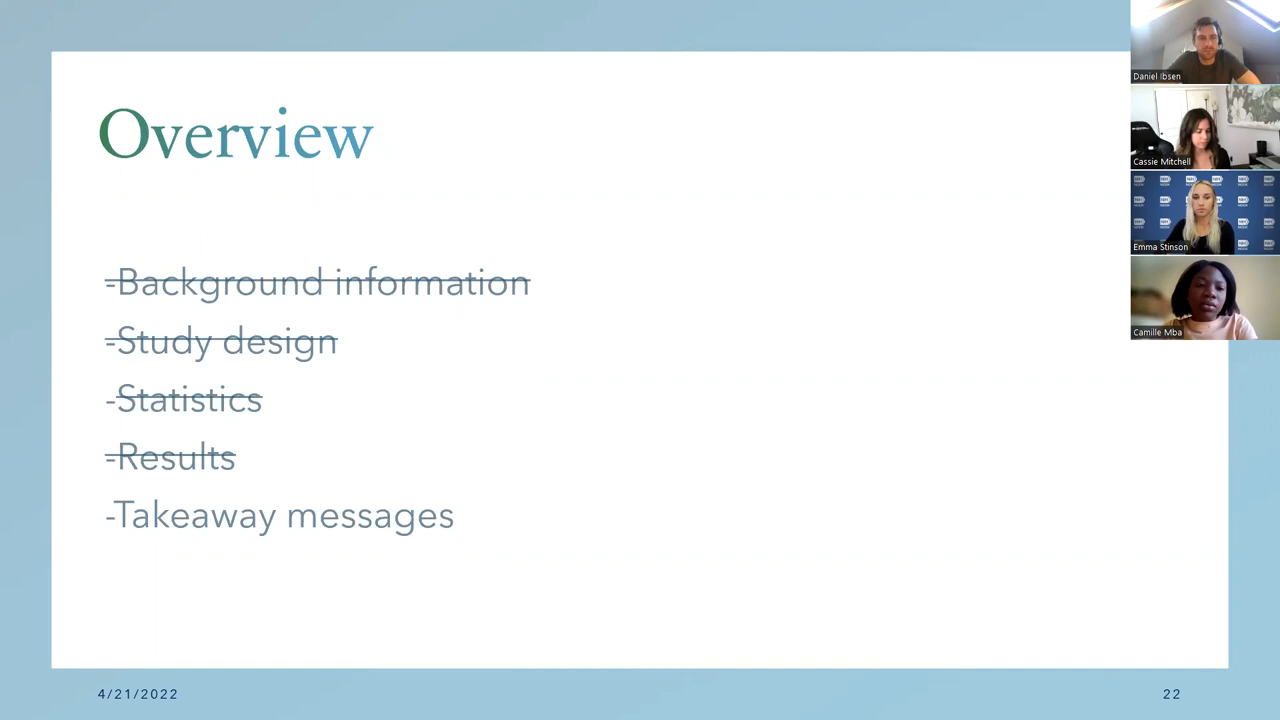 Overview
-Background information
-Study design
-Statistics
-Results
-Takeaway messages
4/21/2022
22
Daniel Ibsen
Cassie Mitchell
Emma Stinson
Camille Mba